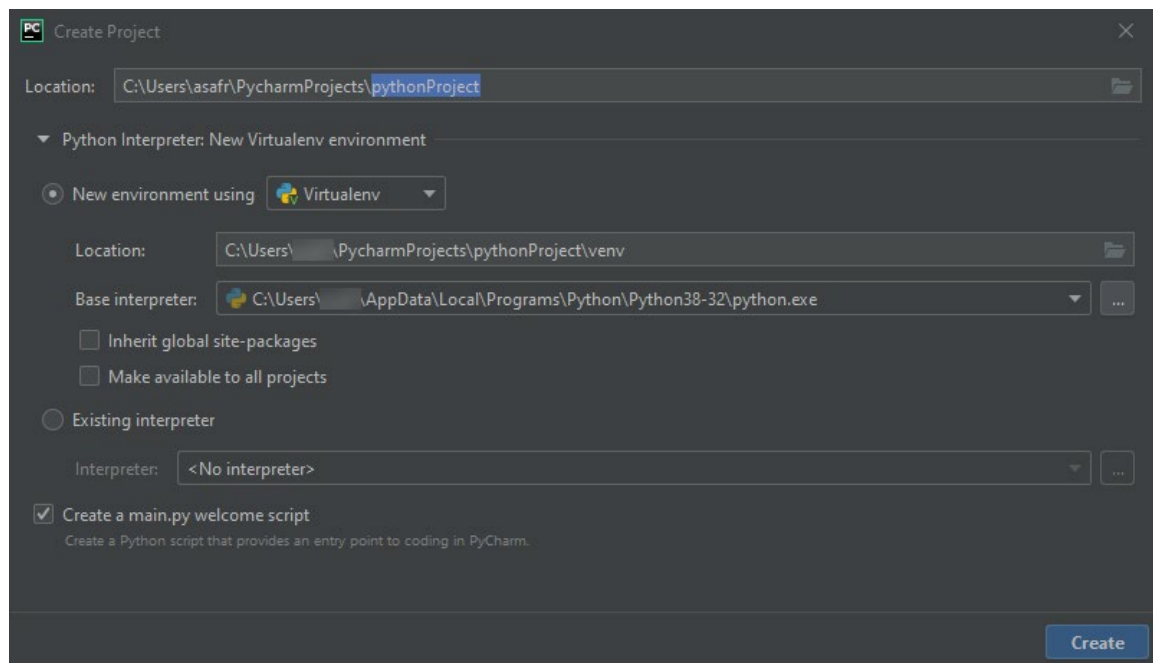 PC Create Project
Location: C:\Users\asafr\PycharmProjects\pythonProject
Python Interpreter: New Virtualenv environment
New environment using Virtualenv
Location: C:\Users\ \PycharmProjects\pythonProject\venv
Base interpreter: C:\Users\ \AppData\Local\Programs\Python\Python38-32\python.exe ...
Inherit global site-packages
Make available to all projects
Existing interpreter
Interpreter: <No interpreter> ...
Create a main.py welcome script
Create a Python script that provides an entry point to coding in PyCharm.
Create